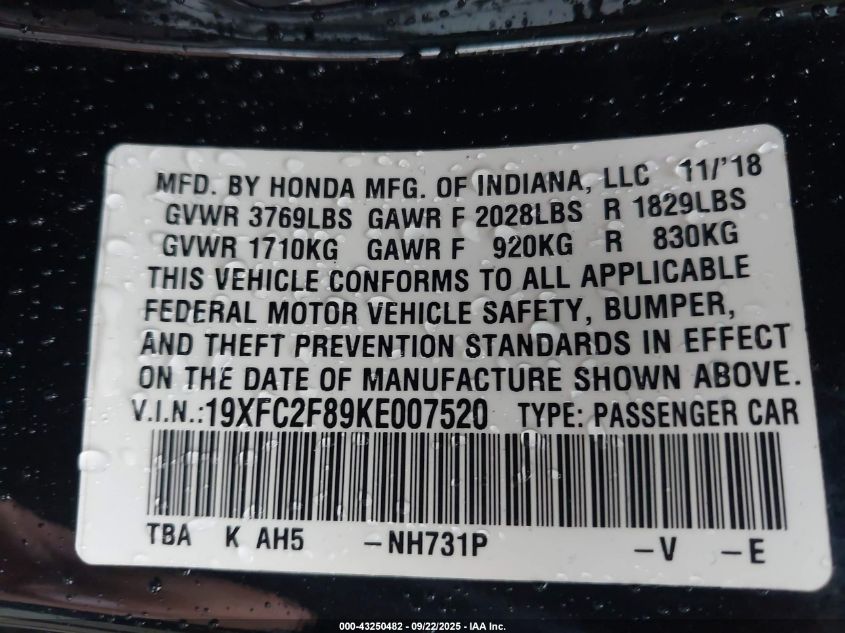 MFD. BY HONDA MFG. OF INDIANA, LLC 11/'18
GVWR 3769LBS GAWR F 2028LBS R 1829LBS
GVWR 1710KG GAWR F 920KG R 830KG
THIS VEHICLE CONFORMS TO ALL APPLICABLE
FEDERAL MOTOR VEHICLE SAFETY, BUMPER,
AND THEFT PREVENTION STANDARDS IN EFFECT
ON THE DATE OF MANUFACTURE SHOWN ABOVE.
V.I.N.:19XFC2F89KE007520 TYPE: PASSENGER CAR
TBA K AH5 -NH731P -V -E
000-43250482 - 09/22/2025 - IAA Inc.